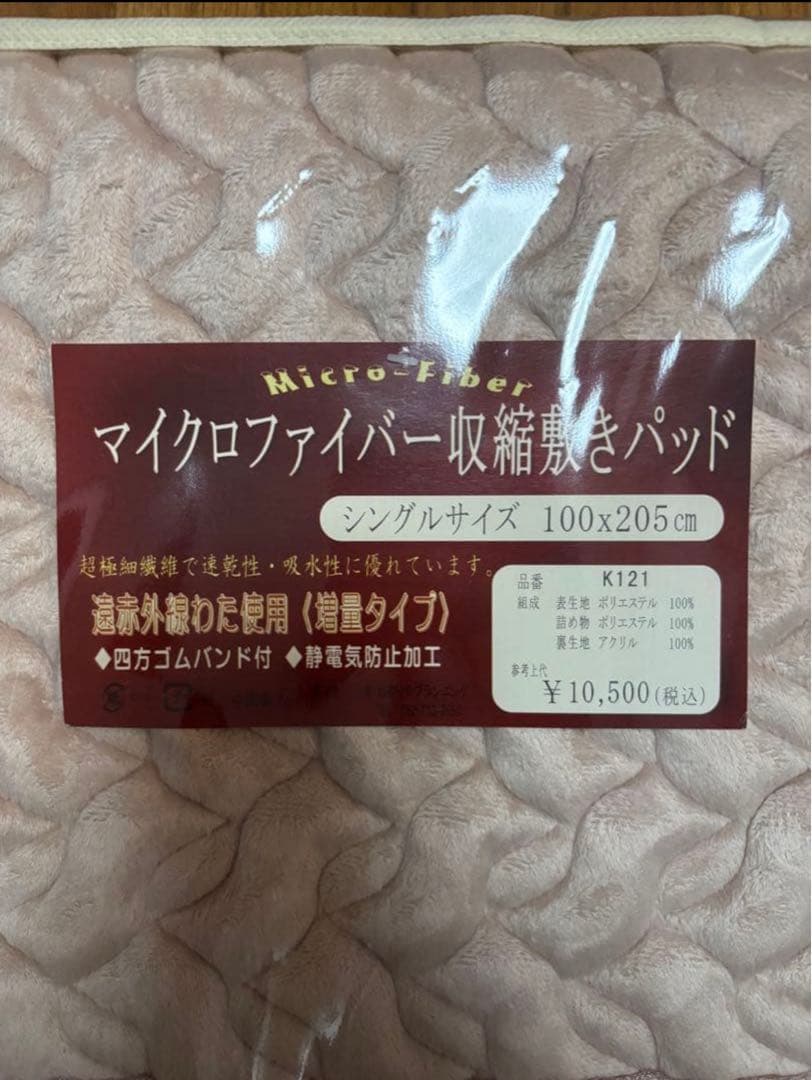 Micro-Fiber
マイクロファイバー収縮敷きパッド
シングルサイズ 100x205cm
超極細繊維で速乾性・吸水性に優れています。
遠赤外線わた使用〈増量タイプ〉
◆四方ゴムバンド付 ◆静電気防止加工
品番 K121
組成 表生地 ポリエステル 100%
詰め物 ポリエステル 100%
裏生地 アクリル 100%
参考上代
￥10,500(税込)